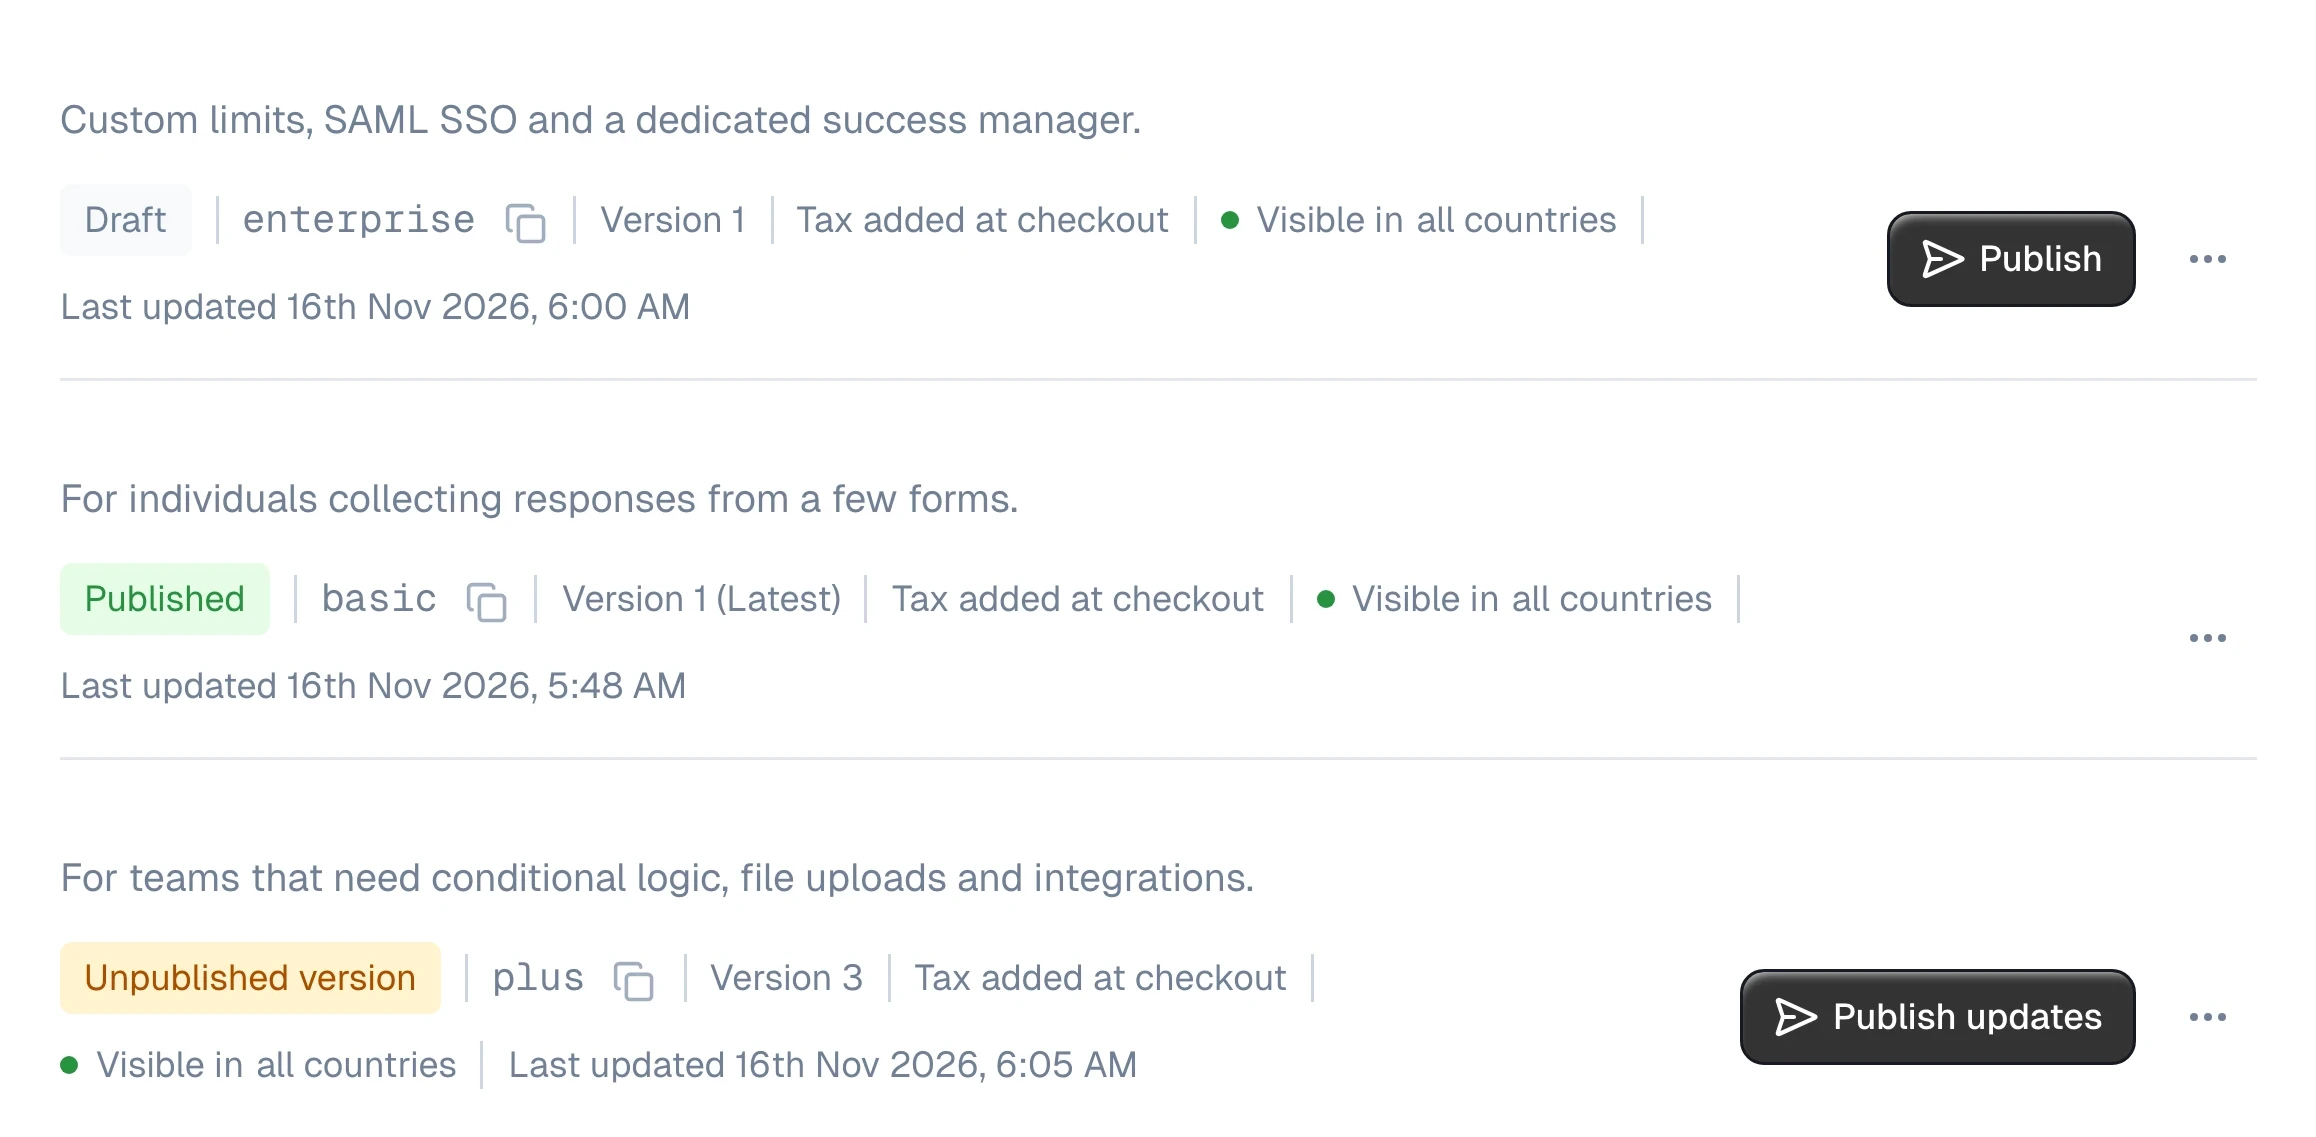 Custom limits, SAML SSO and a dedicated success manager.
Draft enterprise Version 1 Tax added at checkout Visible in all countries
Publish
Last updated 16th Nov 2026, 6:00 AM
For individuals collecting responses from a few forms.
Published basic Version 1 (Latest) Tax added at checkout Visible in all countries
Last updated 16th Nov 2026, 5:48 AM
For teams that need conditional logic, file uploads and integrations.
Unpublished version plus Version 3 Tax added at checkout
Publish updates
Visible in all countries Last updated 16th Nov 2026, 6:05 AM